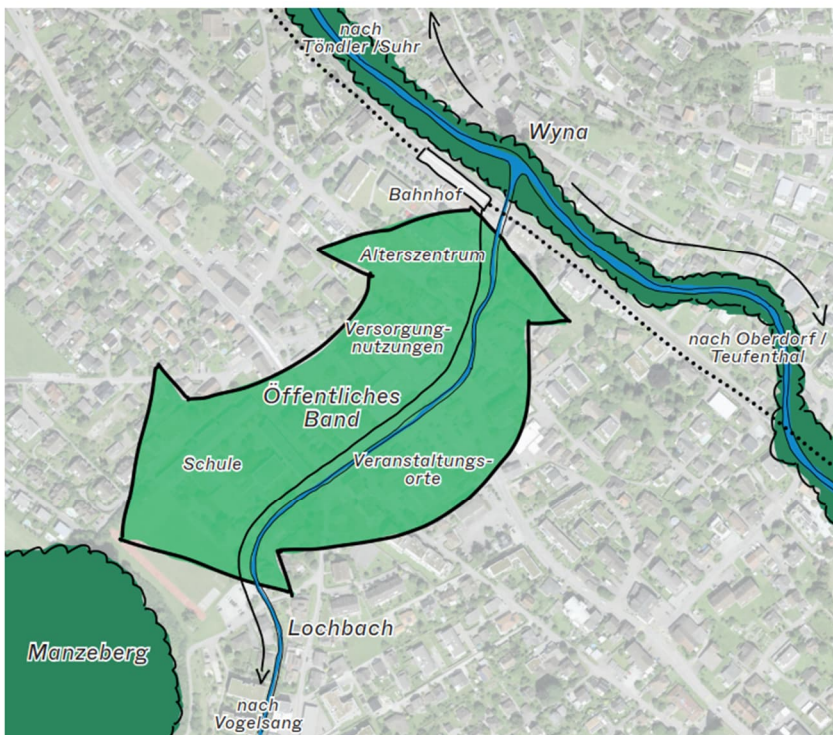 nach
Töndler /Suhr
Wyna
Bahnhof
Alterszentrum
Versorgung-
nutzungen
nach Oberdorf /
Teufenthal
Öffentliches
Band
Schule
Veranstaltungs-
orte
Lochbach
Manzeberg
nach
Vogelsang